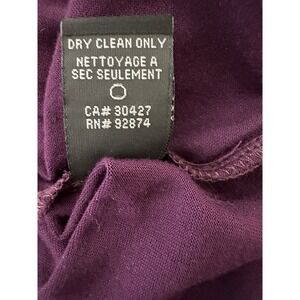 DRY CLEAN ONLY
NETTOYAGE A
SEC SEULEMENT
CA# 30427
RN# 92874